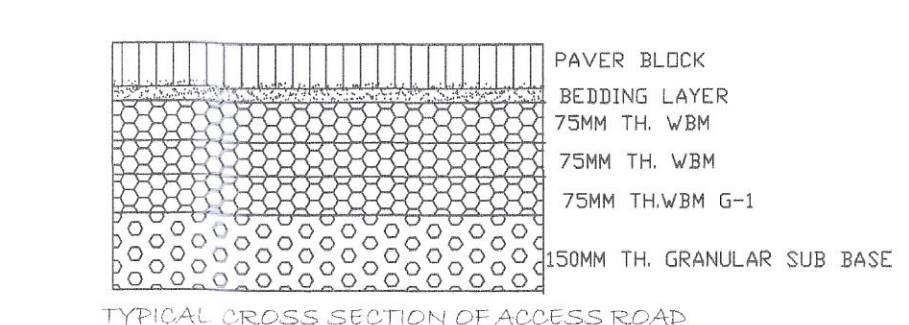 PAVER BLOCK
BEDDING LAYER
75MM TH. WBM
75MM TH. WBM
75MM TH.WBM G-1
150MM TH. GRANULAR SUB BASE
TYPICAL CROSS SECTION OF ACCESS ROAD